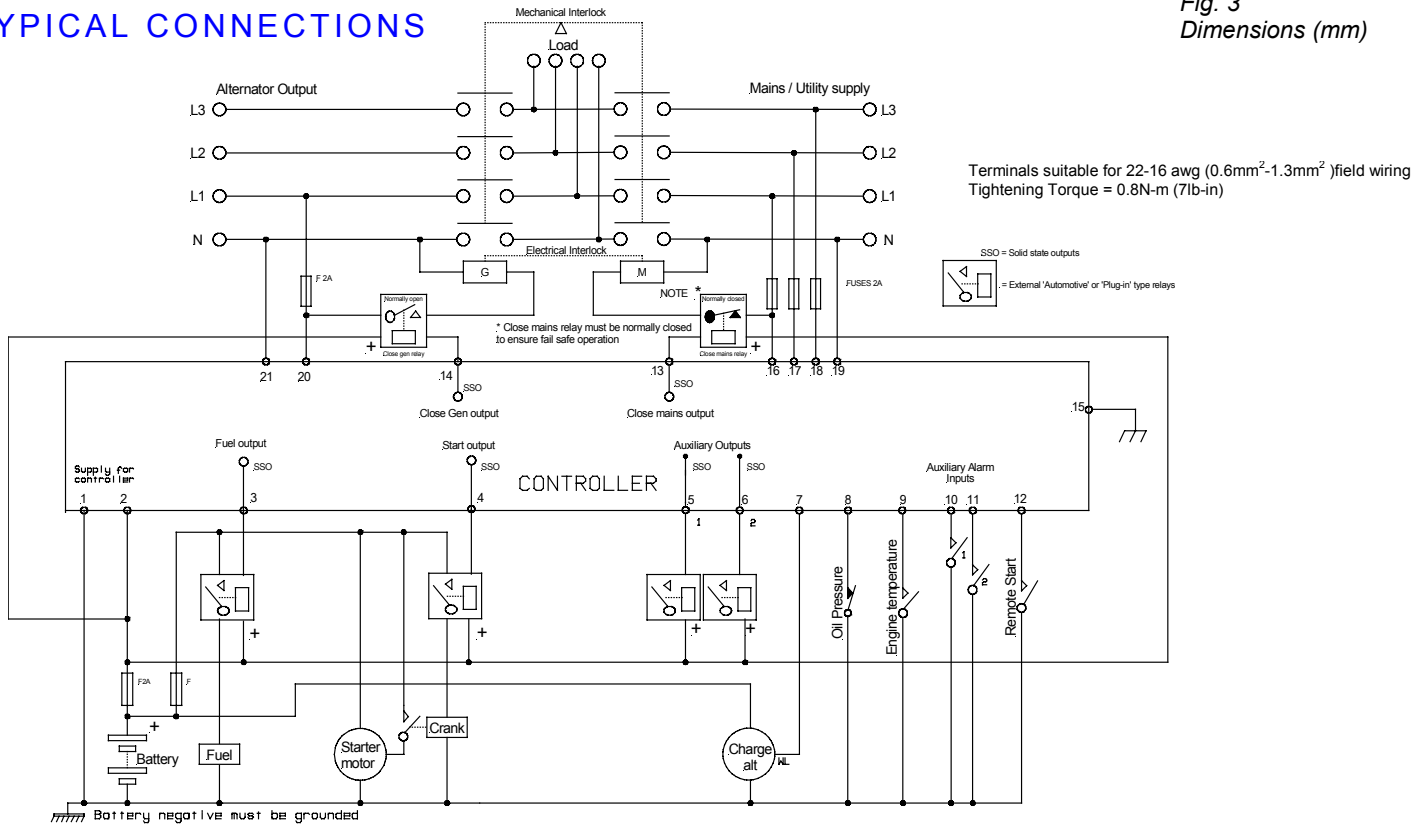 YPICAL CONNECTIONS
Fig. 3
Dimensions (mm)
Mechanical Interlock
Load
Alternator Output
Mains / Utility supply
L3
L3
L2
L2
L1
L1
N
N
Terminals suitable for 22-16 awg (0.6mm²-1.3mm² )field wiring
Tightening Torque = 0.8N-m (7lb-in)
Electrical Interlock
G
M
F 2A
FUSES 2A
SSO = Solid state outputs
= External 'Automotive' or 'Plug-in' type relays
Normally open
NOTE *
Normally closed
* Close mains relay must be normally closed
to ensure fail safe operation
+
Close gen relay
Close mains relay
+
21
20
14
13
16
17
18
19
SSO
SSO
Close Gen output
Close mains output
15
Fuel output
Start output
Auxiliary Outputs
SSO
SSO
SSO
SSO
Supply for
controller
CONTROLLER
Auxiliary Alarm
Inputs
1
2
3
4
5
6
7
8
9
10
11
12
1
2
1
2
Oil Pressure
Engine temperature
Remote Start
+
+
+
+
F2A
F
+
Battery
Fuel
Starter
motor
Crank
Charge
alt
WL
Battery negative must be grounded